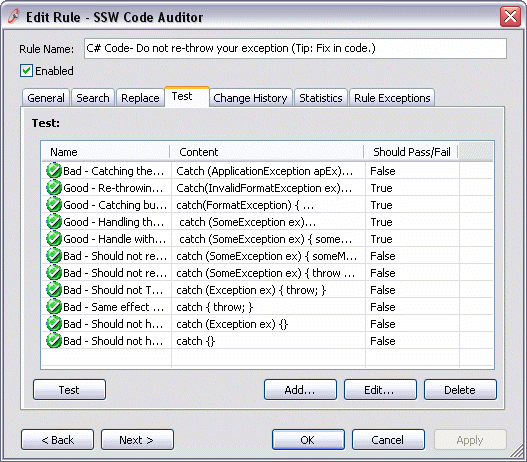 Edit Rule - SSW Code Auditor
Rule Name: C# Code- Do not re-throw your exception (Tip: Fix in code.)
Enabled
General Search Replace Test Change History Statistics Rule Exceptions
Test:
Name Content Should Pass/Fail
Bad - Catching the... Catch (ApplicationException apEx)... False
Good - Re-throwin... Catch(InvalidFormatException ex)... True
Good - Catching bu... catch(FormatException) { ... True
Good - Handling th... catch (SomeException ex)... True
Good - Handle with... catch (SomeException ex) { some... True
Bad - Should not re... catch (SomeException ex) { someM... False
Bad - Should not re... catch (SomeException ex) { throw ... False
Bad - Should not T... catch (Exception ex) { throw; } False
Bad - Same effect ... catch { throw; } False
Bad - Should not h... catch (Exception ex) {} False
Bad - Should not h... catch {} False
Test Add... Edit... Delete
< Back Next > OK Cancel Apply